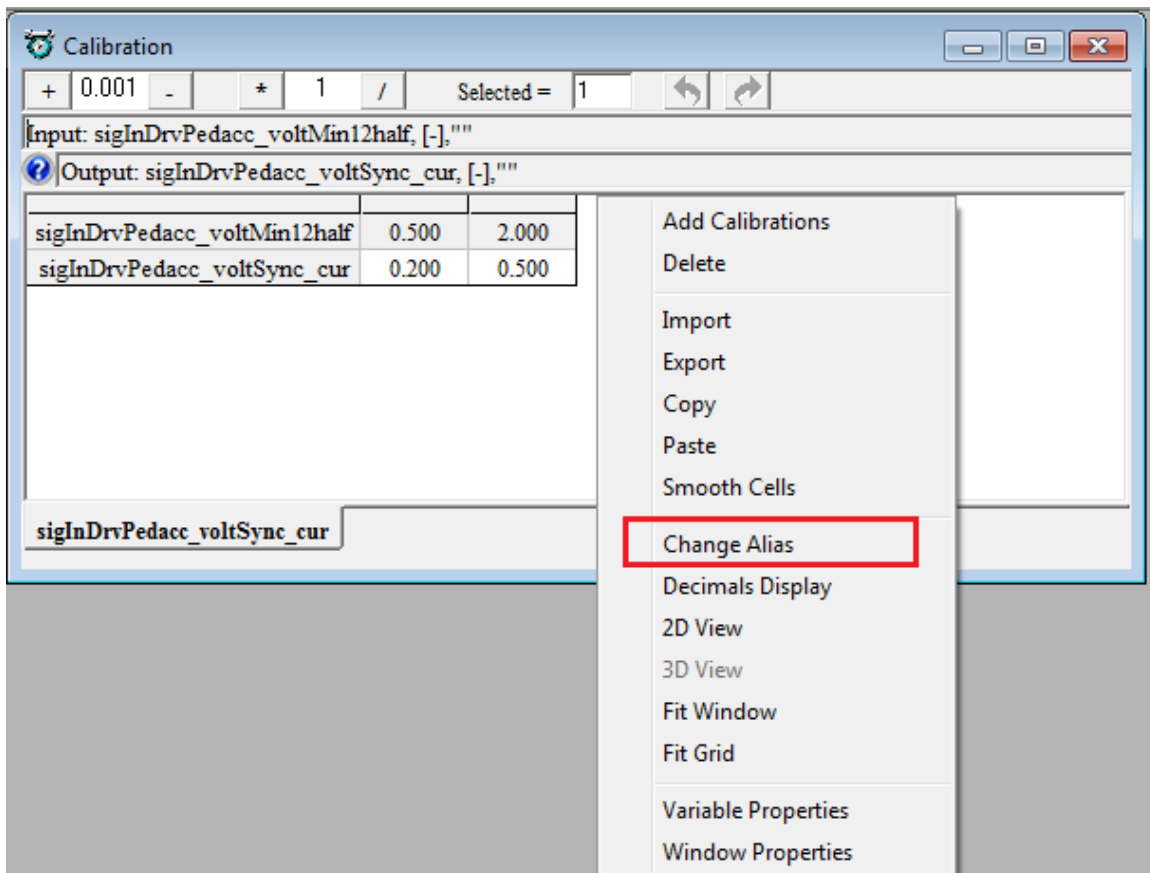 Calibration
+ 0.001 - * 1 / Selected = 1
Input: sigInDrvPedacc_voltMin12half, [-],""
Output: sigInDrvPedacc_voltSync_cur, [-],""
sigInDrvPedacc_voltMin12half 0.500 2.000
sigInDrvPedacc_voltSync_cur 0.200 0.500
sigInDrvPedacc_voltSync_cur
Add Calibrations
Delete
Import
Export
Copy
Paste
Smooth Cells
Change Alias
Decimals Display
2D View
3D View
Fit Window
Fit Grid
Variable Properties
Window Properties